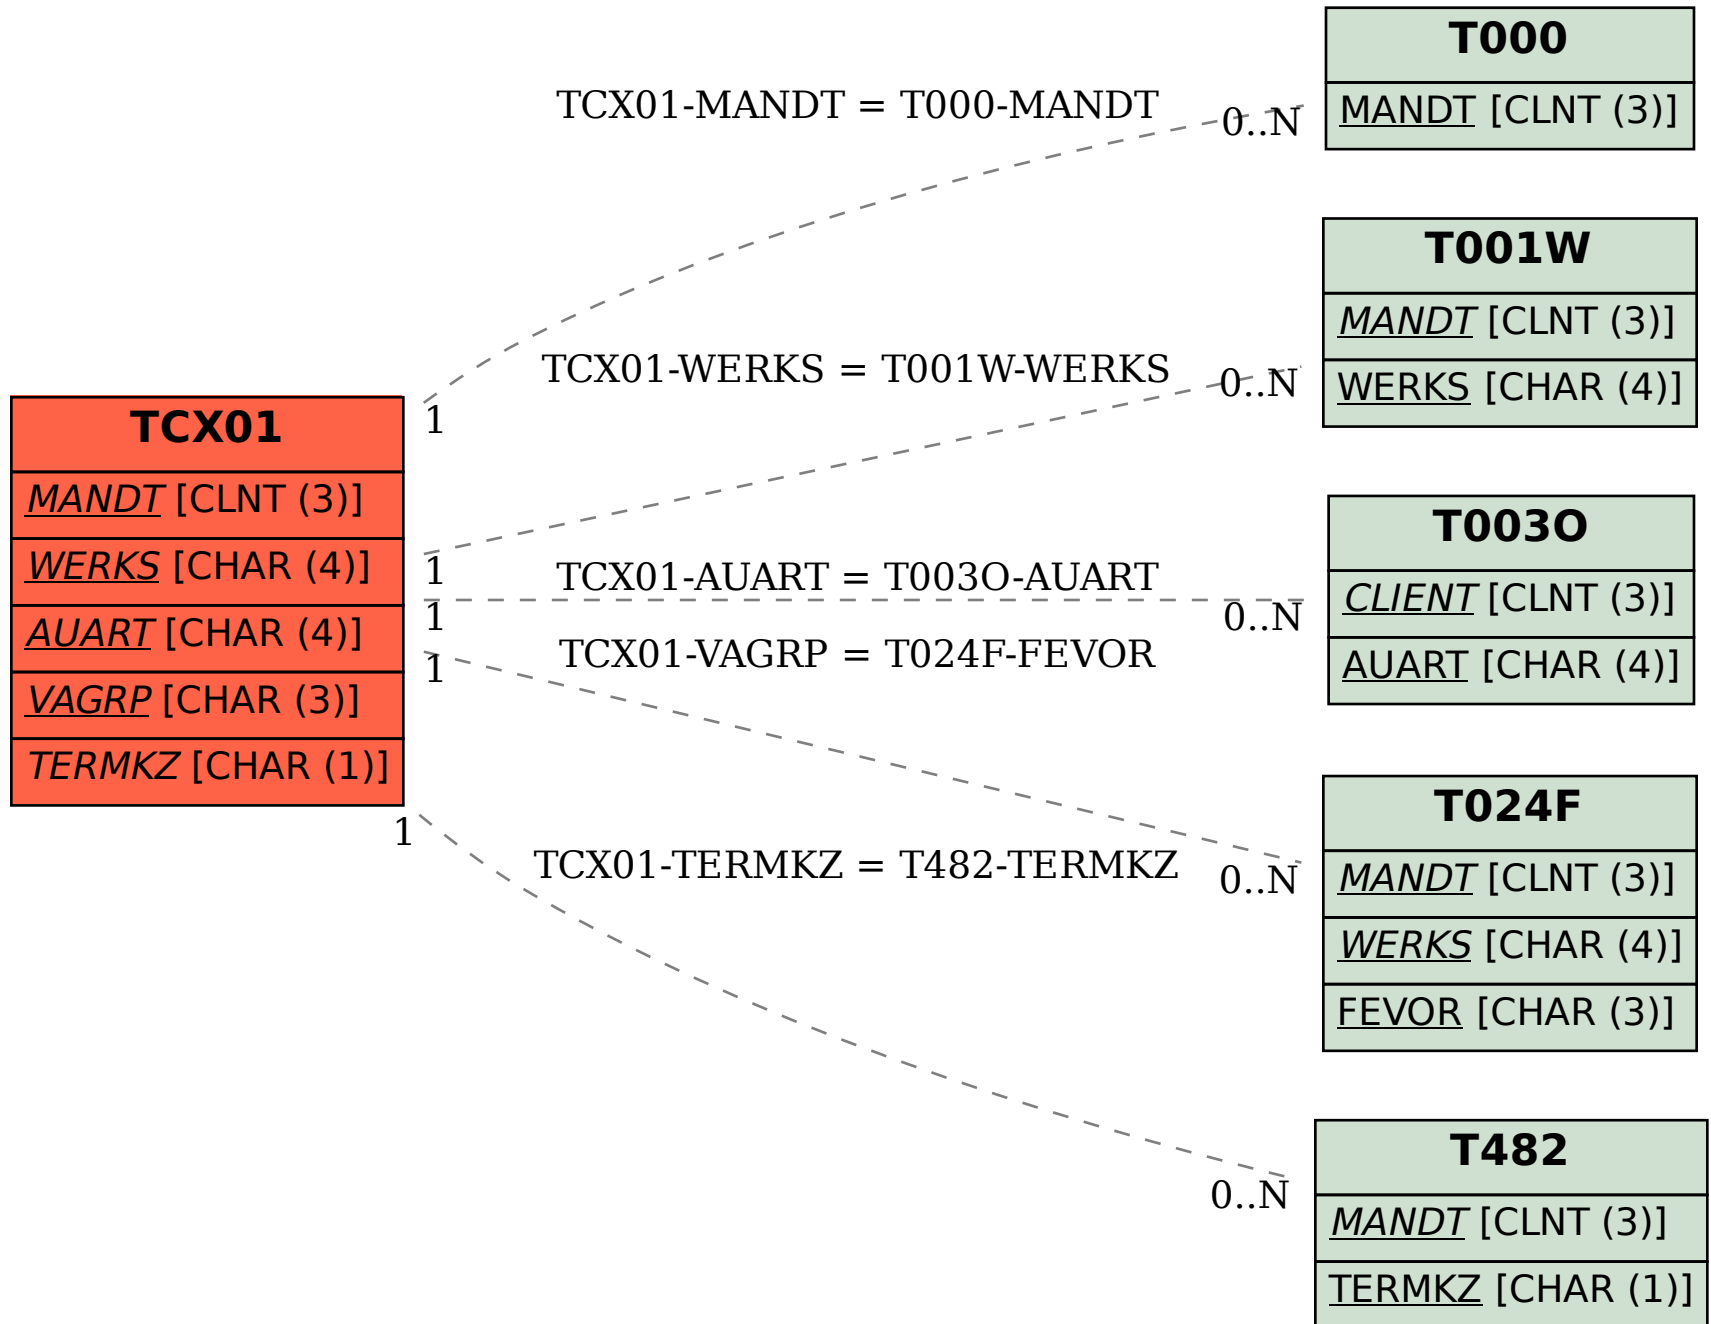 TCX01
MANDT [CLNT (3)]
WERKS [CHAR (4)]
AUART [CHAR (4)]
VAGRP [CHAR (3)]
TERMKZ [CHAR (1)]
TCX01-MANDT = T000-MANDT
0..N
1
TCX01-WERKS = T001W-WERKS
0..N
1
TCX01-AUART = T003O-AUART
0..N
1
TCX01-VAGRP = T024F-FEVOR
0..N
1
TCX01-TERMKZ = T482-TERMKZ
0..N
1
T000
MANDT [CLNT (3)]
T001W
MANDT [CLNT (3)]
WERKS [CHAR (4)]
T003O
CLIENT [CLNT (3)]
AUART [CHAR (4)]
T024F
MANDT [CLNT (3)]
WERKS [CHAR (4)]
FEVOR [CHAR (3)]
T482
MANDT [CLNT (3)]
TERMKZ [CHAR (1)]